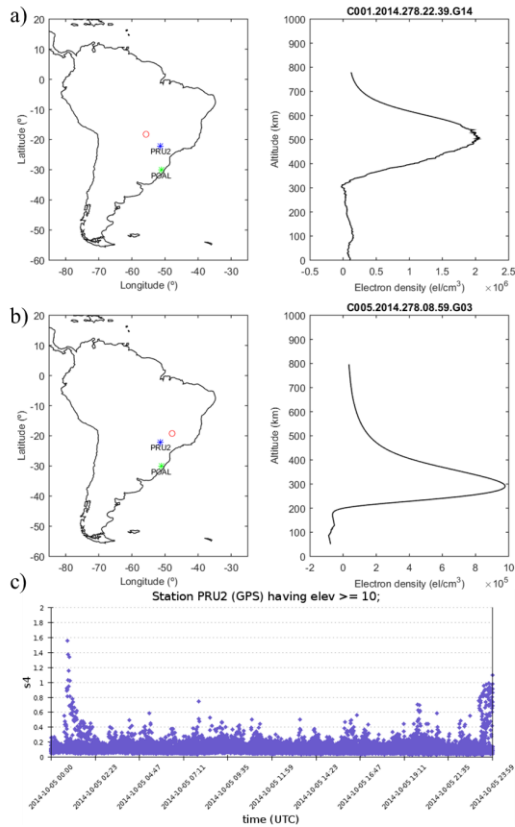 a)
C001.2014.278.22.39.G14
20
10
0
-10
-20
-30
-40
-50
-60
Latitude (º)
PRU2
POAL
-80 -70 -60 -50 -40 -30
Longitude (º)
1000
900
800
700
600
500
400
300
200
100
0
Altitude (km)
-0.5 0 0.5 1 1.5 2 2.5
Electron density (el/cm³) × 10⁶
b)
C005.2014.278.08.59.G03
20
10
0
-10
-20
-30
-40
-50
-60
Latitude (º)
PRU2
POAL
-80 -70 -60 -50 -40 -30
Longitude (º)
1000
900
800
700
600
500
400
300
200
100
0
Altitude (km)
-2 0 2 4 6 8 10
Electron density (el/cm³) × 10⁵
c)
Station PRU2 (GPS) having elev >= 10;
2
1.8
1.6
1.4
1.2
1
0.8
0.6
0.4
0.2
0
s4
2014-10-05 00:00
2014-10-05 02:23
2014-10-05 04:47
2014-10-05 07:11
2014-10-05 09:35
2014-10-05 11:59
2014-10-05 14:23
2014-10-05 16:47
2014-10-05 19:11
2014-10-05 21:35
2014-10-05 23:59
time (UTC)